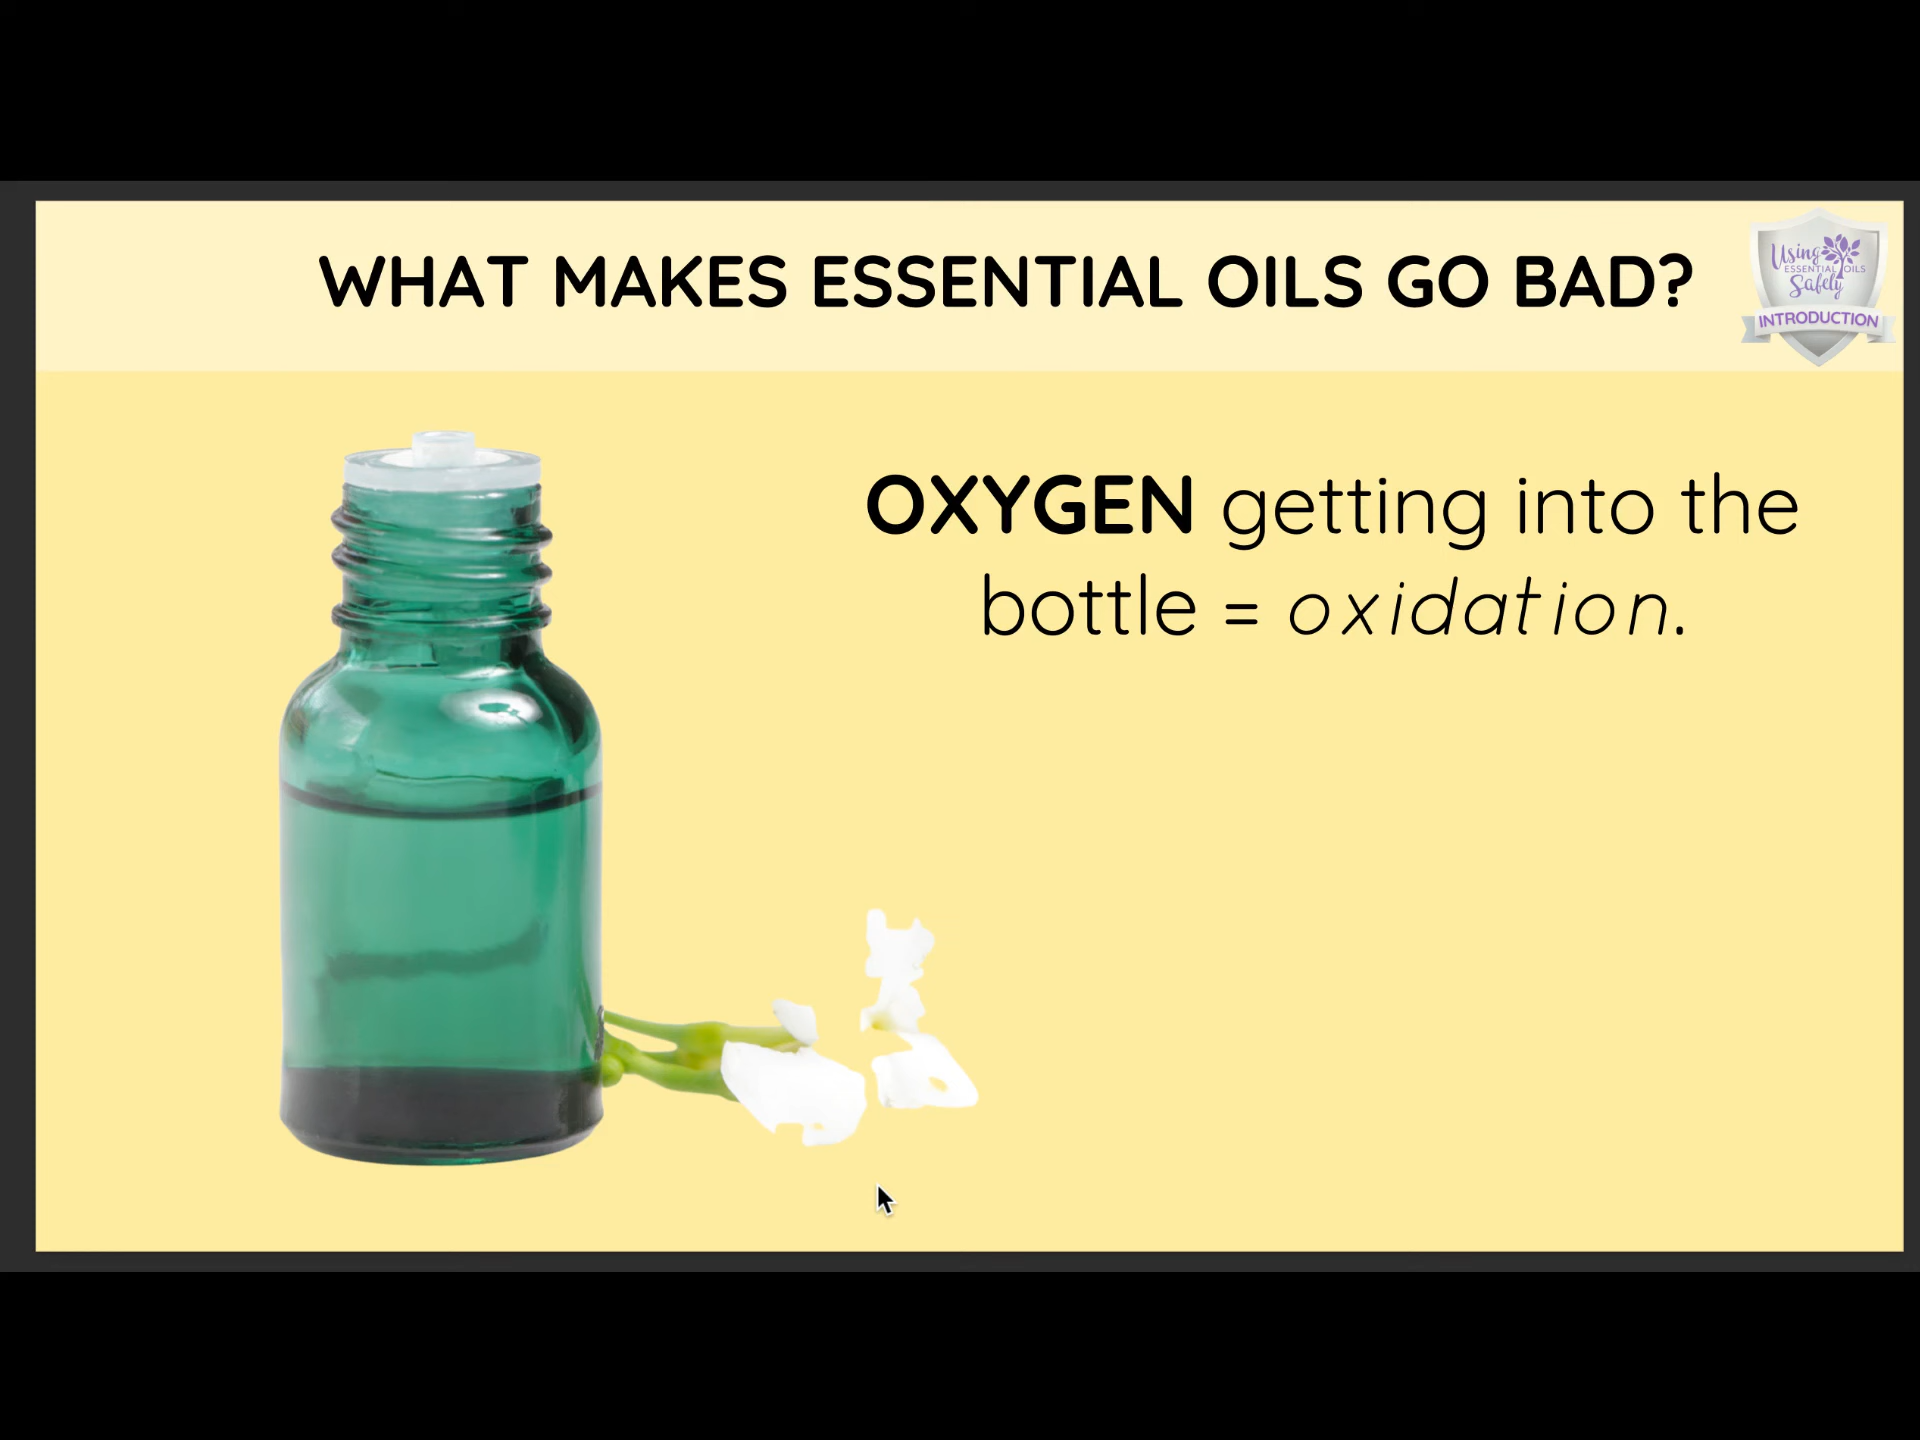 WHAT MAKES ESSENTIAL OILS GO BAD?
Using
ESSENTIAL OILS
Safely
INTRODUCTION
OXYGEN getting into the
bottle = oxidation.